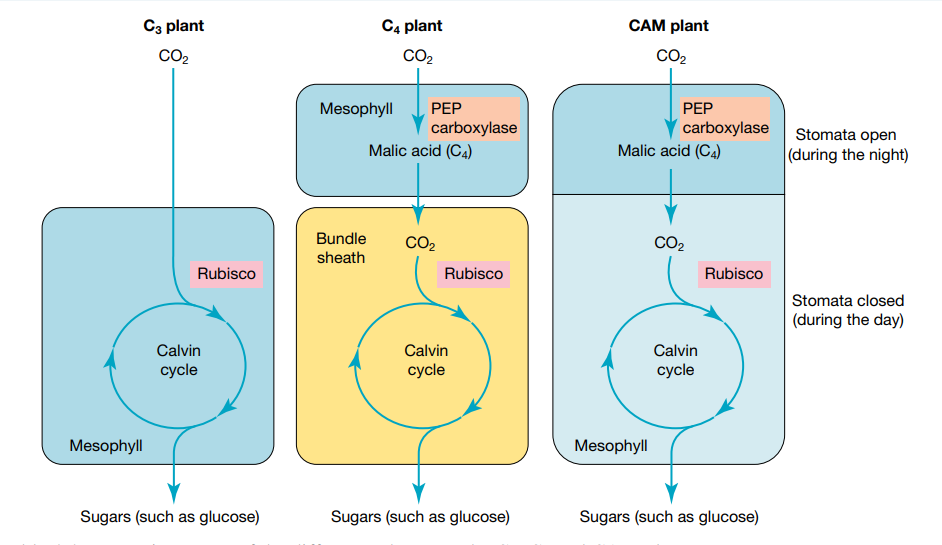 C₃ plant
CO₂
Rubisco
Calvin
cycle
Mesophyll
Sugars (such as glucose)
C₄ plant
CO₂
Mesophyll
PEP
carboxylase
Malic acid (C₄)
Bundle
sheath
CO₂
Rubisco
Calvin
cycle
Sugars (such as glucose)
CAM plant
CO₂
PEP
carboxylase
Malic acid (C₄)
CO₂
Rubisco
Calvin
cycle
Mesophyll
Sugars (such as glucose)
Stomata open
(during the night)
Stomata closed
(during the day)